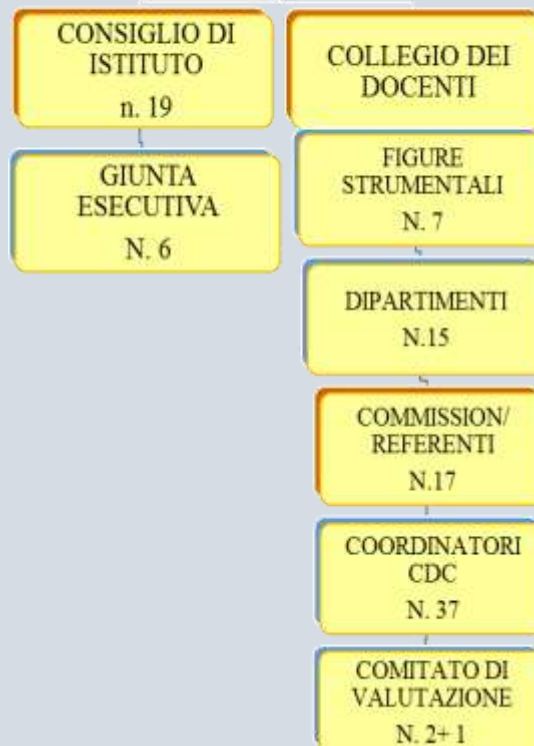 CONSIGLIO DI
ISTITUTO
n. 19
GIUNTA
ESECUTIVA
N. 6
COLLEGIO DEI
DOCENTI
FIGURE
STRUMENTALI
N. 7
DIPARTIMENTI
N.15
COMMISSION/
REFERENTI
N.17
COORDINATORI
CDC
N. 37
COMITATO DI
VALUTAZIONE
N. 2+ 1